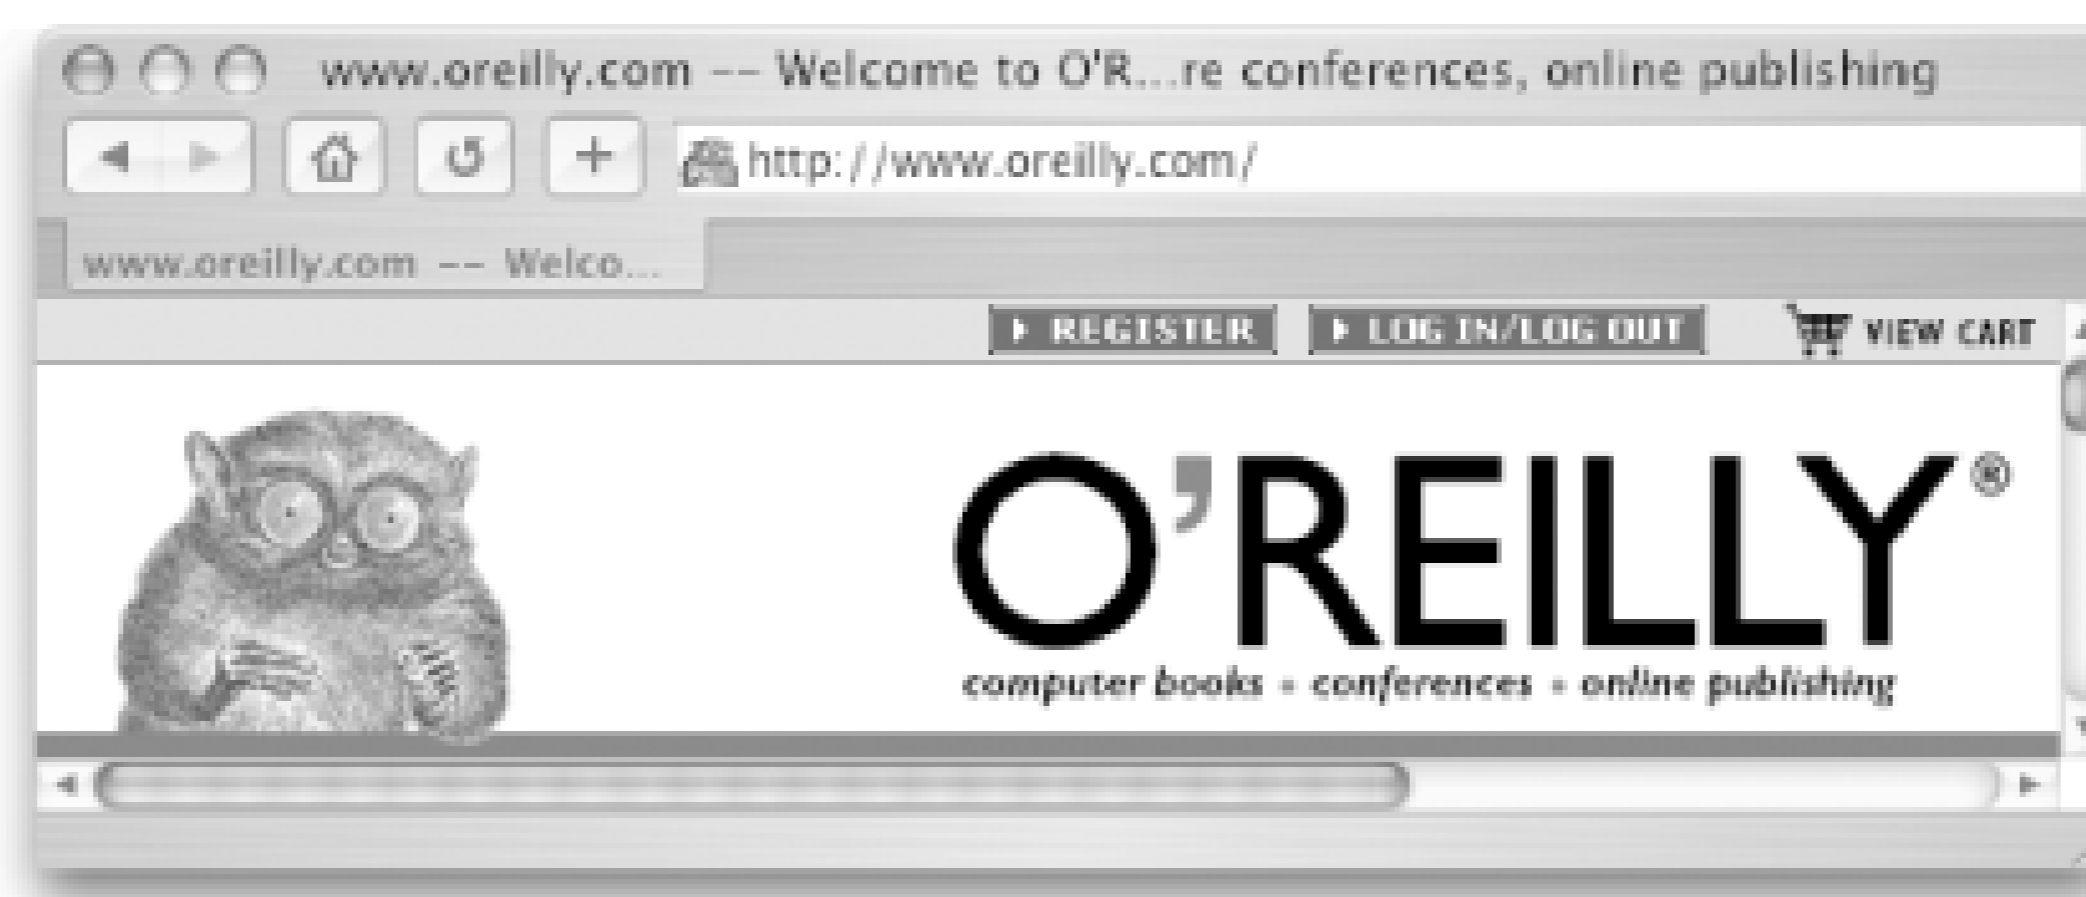 www.oreilly.com -- Welcome to O'R...re conferences, online publishing
http://www.oreilly.com/
www.oreilly.com -- Welco...
REGISTER LOG IN/LOG OUT VIEW CART
O'REILLY®
computer books • conferences • online publishing